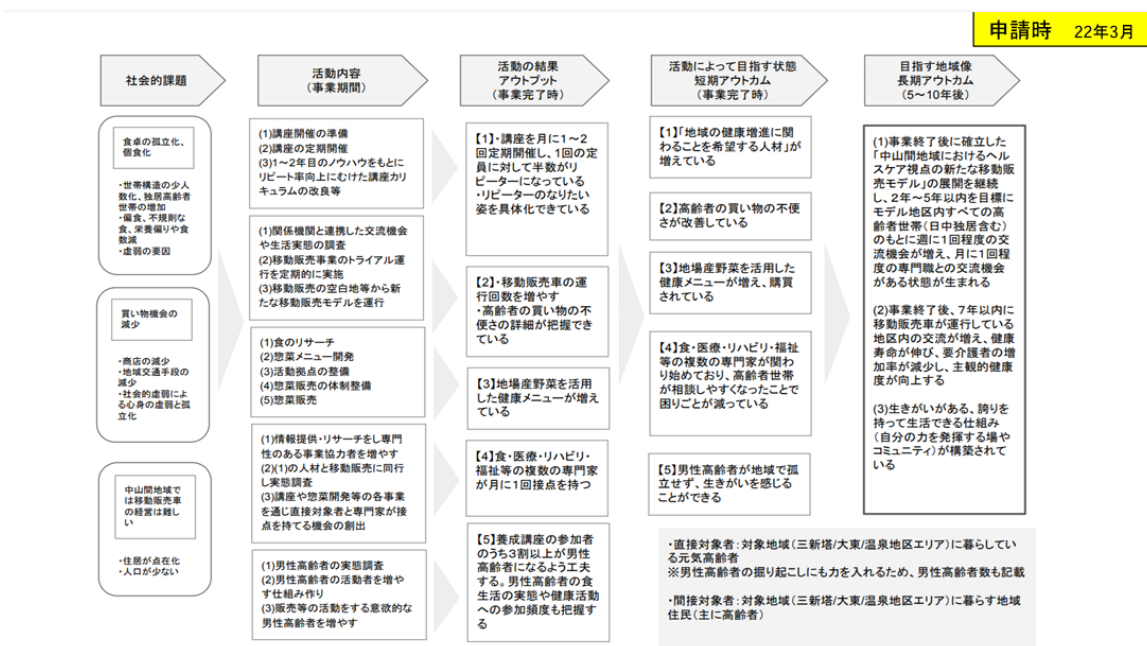 申請時 22年3月
社会的課題
活動内容
（事業期間）
活動の結果
アウトプット
（事業完了時）
活動によって目指す状態
短期アウトカム
（事業完了時）
目指す地域像
長期アウトカム
（5～10年後）
食卓の孤立化、
個食化
・世帯構造の少人
数化、独居高齢者
世帯の増加
・偏食、不規則な
食、栄養偏りや食
数減
・虚弱の要因
買い物機会の
減少
・商店の減少
・地域交通手段の
減少
・社会的虚弱によ
る心身の虚弱と孤
立化
中山間地域で
は移動販売車
の経営は難し
い
・住居が点在化
・人口が少ない
(1)講座開催の準備
(2)講座の定期開催
(3)1～2年目のノウハウをもとに
リピート率向上にむけた講座カリ
キュラムの改良等
(1)関係機関と連携した交流機会
や生活実態の調査
(2)移動販売事業のトライアル運
行を定期的に実施
(3)移動販売の空白地等から新
たな移動販売モデルを運行
(1)食のリサーチ
(2)惣菜メニュー開発
(3)活動拠点の整備
(4)惣菜販売の体制整備
(5)惣菜販売
(1)情報提供・リサーチをし専門
性のある事業協力者を増やす
(2)(1)の人材と移動販売に同行
し実態調査
(3)講座や惣菜開発等の各事業
を通じ直接対象者と専門家が接
点を持てる機会の創出
(1)男性高齢者の実態調査
(2)男性高齢者の活動者を増や
す仕組み作り
(3)販売等の活動をする意欲的な
男性高齢者を増やす
【1】・講座を月に1～2
回定期開催し、1回の定
員に対して半数がリ
ピーターになっている
・リピーターのなりたい
姿を具体化できている
【2】・移動販売車の運
行回数を増やす
・高齢者の買い物の不
便さの詳細が把握でき
ている
【3】地場産野菜を活用
した健康メニューが増え
ている
【4】食・医療・リハビリ・
福祉等の複数の専門家
が月に1回接点を持つ
【5】養成講座の参加者
のうち3割以上が男性
高齢者になるよう工夫
する。男性高齢者の食
生活の実態や健康活動
への参加頻度も把握す
る
【1】「地域の健康増進に関
わることを希望する人材」が
増えている
【2】高齢者の買い物の不便
さが改善している
【3】地場産野菜を活用した
健康メニューが増え、購買
されている
【4】食・医療・リハビリ・福祉
等の複数の専門家が関わ
り始めており、高齢者世帯
が相談しやすくなったことで
困りごとが減っている
【5】男性高齢者が地域で孤
立せず、生きがいを感じる
ことができる
(1)事業終了後に確立した
「中山間地域におけるヘル
スケア視点の新たな移動販
売モデル」の展開を継続
し、2年～5年以内を目標に
モデル地区内すべての高
齢者世帯（日中独居含む）
のもとに週に1回程度の交
流機会が増え、月に1回程
度の専門職との交流機会
がある状態が生まれる
(2)事業終了後、7年以内に
移動販売車が運行している
地区内の交流が増え、健康
寿命が伸び、要介護者の増
加率が減少し、主観的健康
度が向上する
(3)生きがいがある、誇りを
持って生活できる仕組み
（自分の力を発揮する場や
コミュニティ）が構築されて
いる
・直接対象者：対象地域（三新塔/大東/温泉地区エリア）に暮らしてい
る元気高齢者
※男性高齢者の掘り起こしにも力を入れるため、男性高齢者数も記載
・間接対象者：対象地域（三新塔/大東/温泉地区エリア）に暮らす地域
住民（主に高齢者）